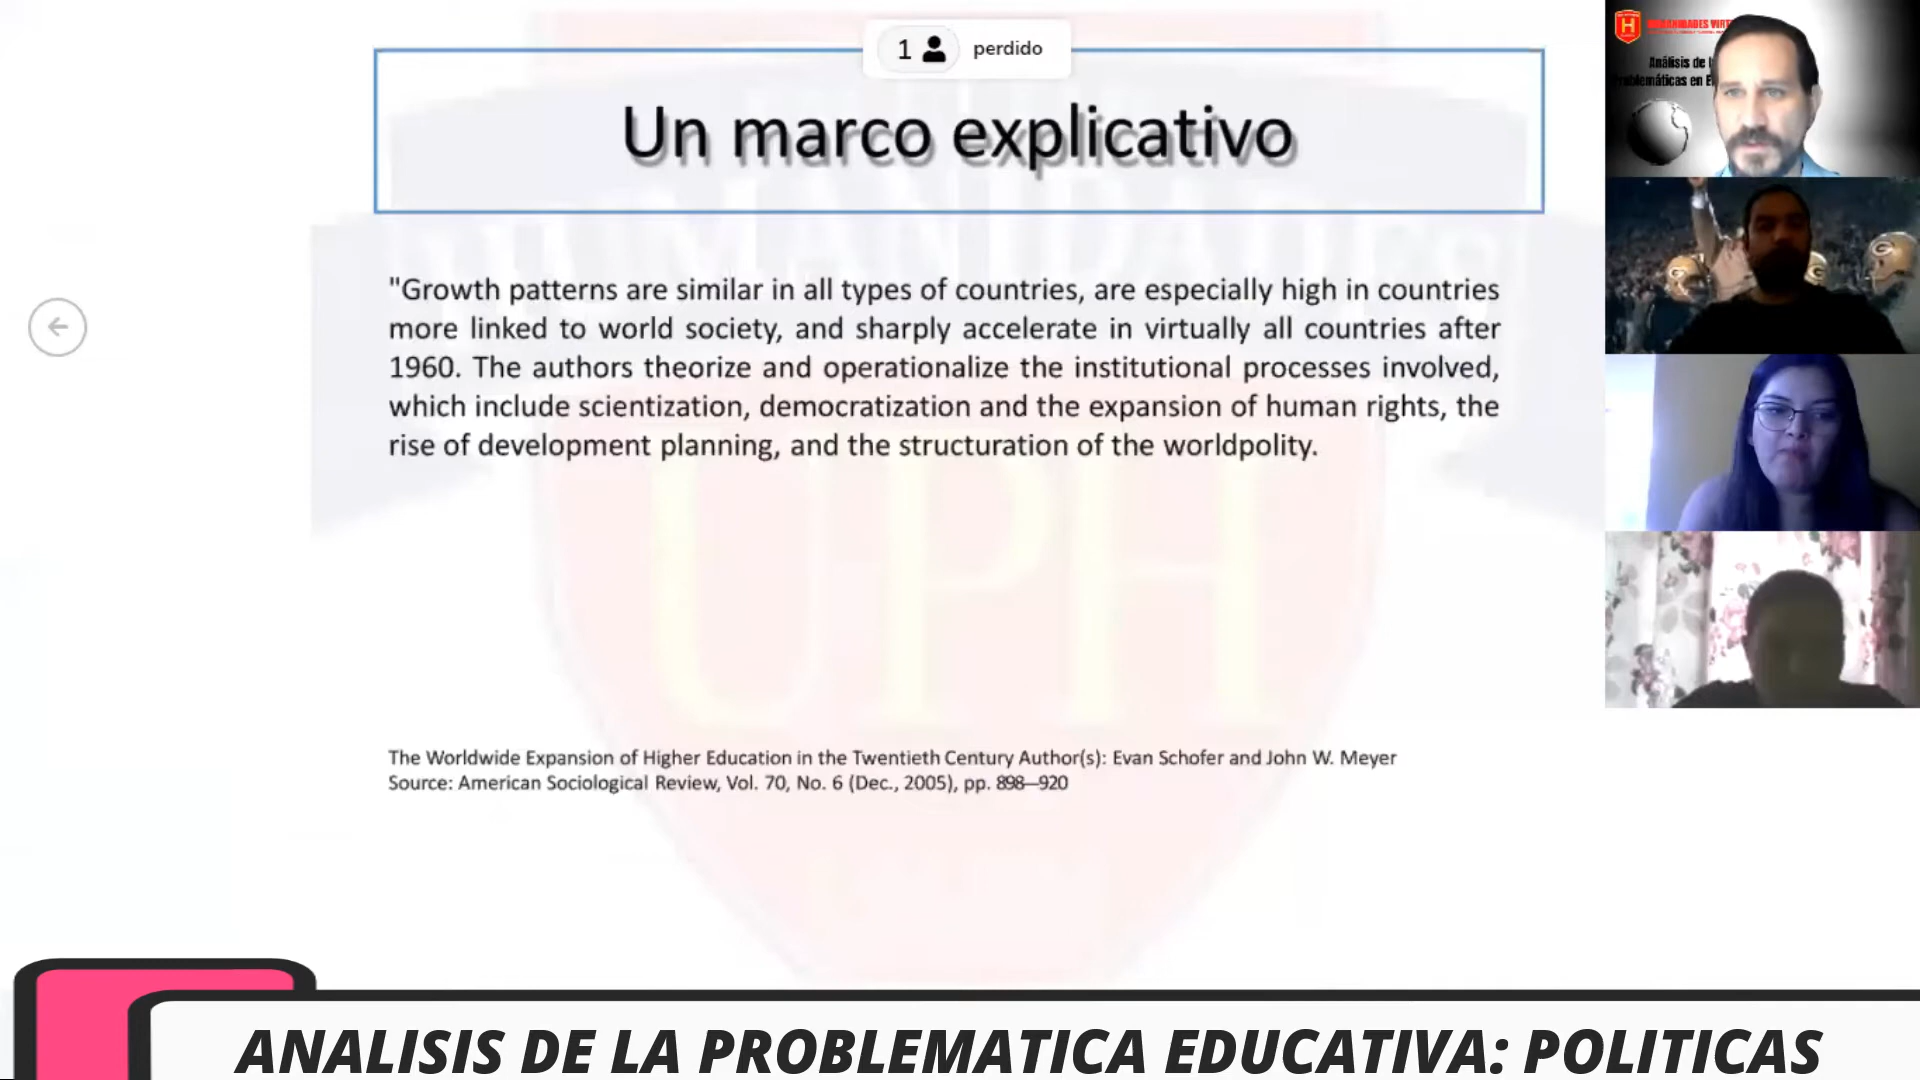 1 perdido
Un marco explicativo
"Growth patterns are similar in all types of countries, are especially high in countries
more linked to world society, and sharply accelerate in virtually all countries after
1960. The authors theorize and operationalize the institutional processes involved,
which include scientization, democratization and the expansion of human rights, the
rise of development planning, and the structuration of the worldpolity.
UPH
The Worldwide Expansion of Higher Education in the Twentieth Century Author(s): Evan Schofer and John W. Meyer
Source: American Sociological Review, Vol. 70, No. 6 (Dec., 2005), pp. 898—920
H
Análisis de
ANALISIS DE LA PROBLEMATICA EDUCATIVA: POLITICAS